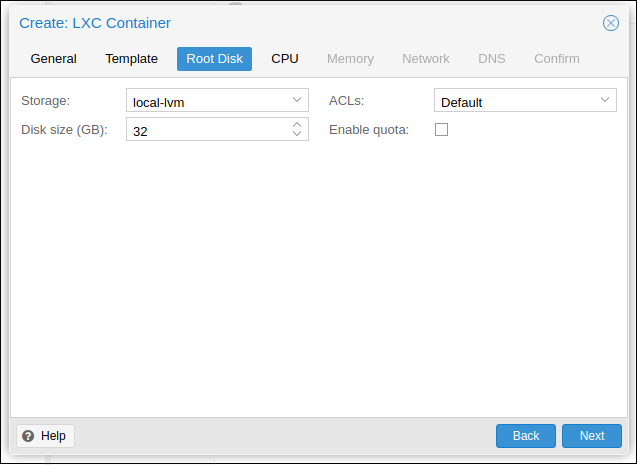 Create: LXC Container
General Template Root Disk CPU Memory Network DNS Confirm
Storage: local-lvm ACLs: Default
Disk size (GB): 32 Enable quota:
Help Back Next